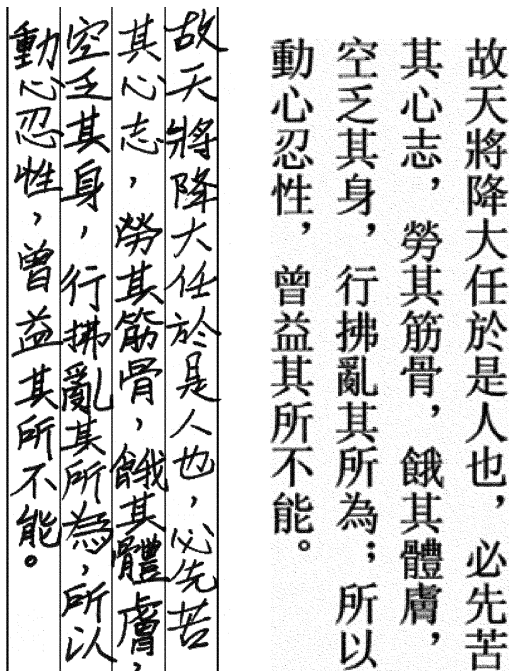 故天將降大任於是人也，必先苦
其心志，勞其筋骨，餓其體膚，
空乏其身，行拂亂其所為；所以
動心忍性，曾益其所不能。
故天將降大任於是人也，必先苦
其心志，勞其筋骨，餓其體膚，
空乏其身，行拂亂其所為，所以
動心忍性，曾益其所不能。